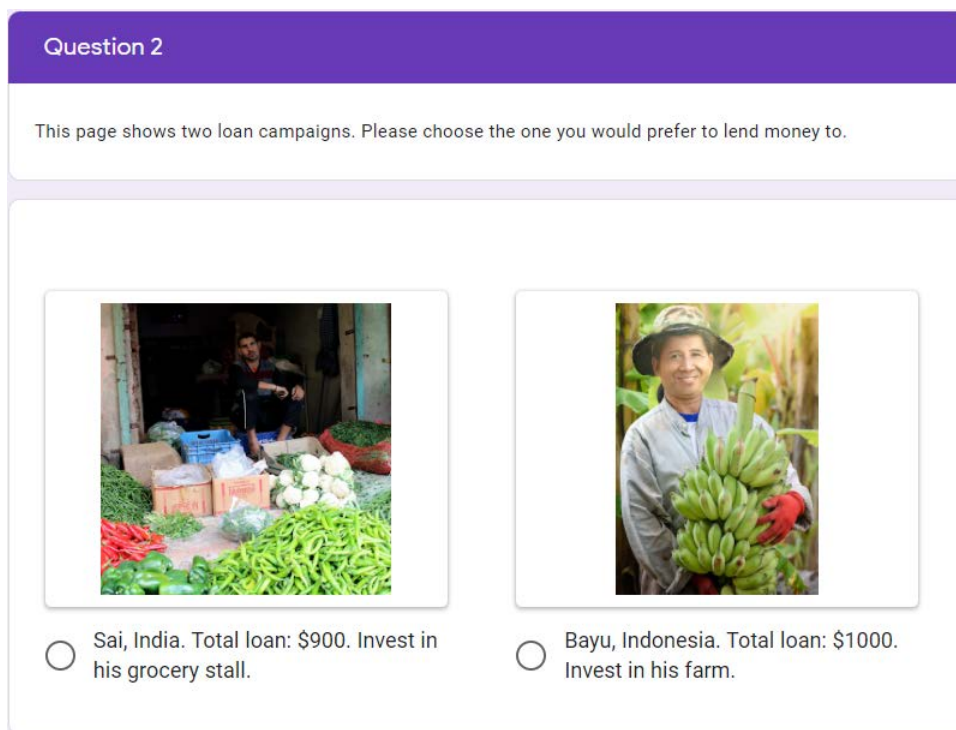 Question 2
This page shows two loan campaigns. Please choose the one you would prefer to lend money to.
Sai, India. Total loan: $900. Invest in
his grocery stall.
Bayu, Indonesia. Total loan: $1000.
Invest in his farm.